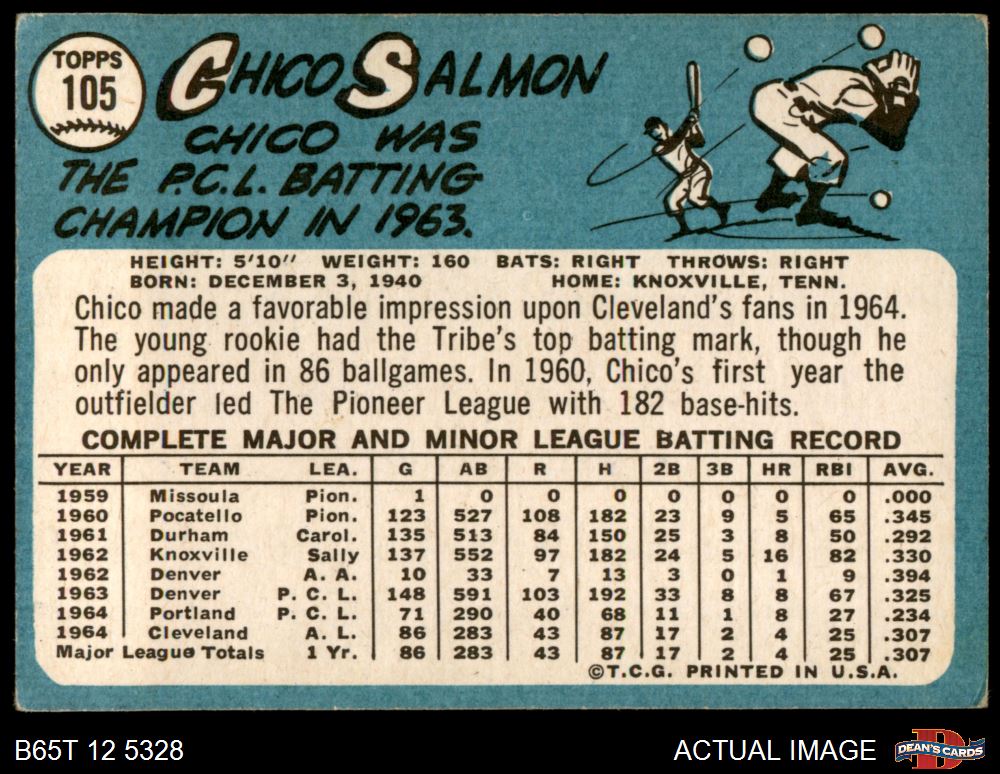 TOPPS
105
CHICO SALMON
CHICO WAS
THE P.C.L. BATTING
CHAMPION IN 1963.
HEIGHT: 5'10" WEIGHT: 160 BATS: RIGHT THROWS: RIGHT
BORN: DECEMBER 3, 1940 HOME: KNOXVILLE, TENN.
Chico made a favorable impression upon Cleveland's fans in 1964.
The young rookie had the Tribe's top batting mark, though he
only appeared in 86 ballgames. In 1960, Chico's first year the
outfielder led The Pioneer League with 182 base-hits.
COMPLETE MAJOR AND MINOR LEAGUE BATTING RECORD
YEAR TEAM LEA. G AB R H 2B 3B HR RBI AVG.
1959 Missoula Pion. 1 0 0 0 0 0 0 0 .000
1960 Pocatello Pion. 123 527 108 182 23 9 5 65 .345
1961 Durham Carol. 135 513 84 150 25 3 8 50 .292
1962 Knoxville Sally 137 552 97 182 24 5 16 82 .330
1962 Denver A. A. 10 33 7 13 3 0 1 9 .394
1963 Denver P. C. L. 148 591 103 192 33 8 8 67 .325
1964 Portland P. C. L. 71 290 40 68 11 1 8 27 .234
1964 Cleveland A. L. 86 283 43 87 17 2 4 25 .307
Major League Totals 1 Yr. 86 283 43 87 17 2 4 25 .307
©T.C.G. PRINTED IN U.S.A.
B65T 12 5328 ACTUAL IMAGE
D
DEAN'S CARDS